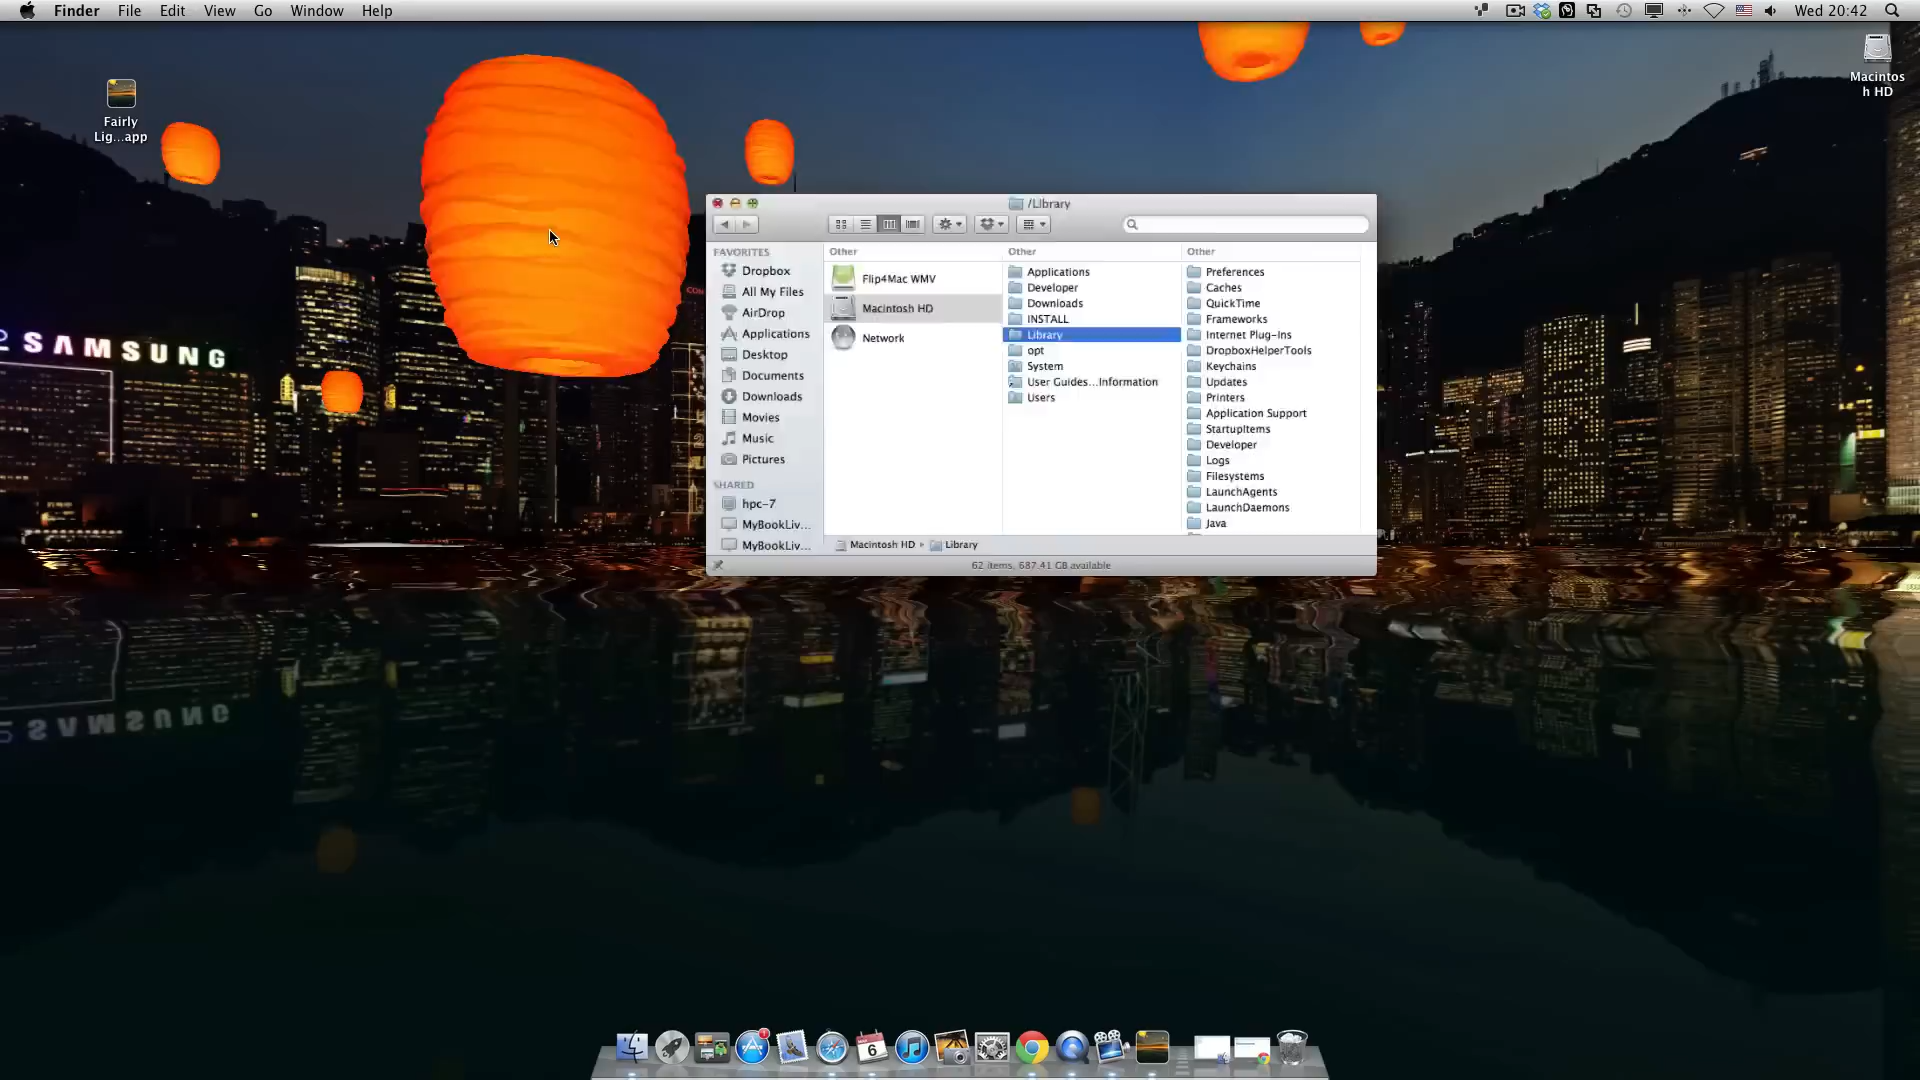 Finder File Edit View Go Window Help
Wed 20:42
Macintos
h HD
Fairly
Lig...app
SAMSUNG
/Library
FAVORITES
Dropbox
All My Files
AirDrop
Applications
Desktop
Documents
Downloads
Movies
Music
Pictures
SHARED
hpc-7
MyBookLiv...
MyBookLiv...
Other
Flip4Mac WMV
Macintosh HD
Network
Other
Applications
Developer
Downloads
INSTALL
Library
opt
System
User Guides...Information
Users
Other
Preferences
Caches
QuickTime
Frameworks
Internet Plug-Ins
DropboxHelperTools
Keychains
Updates
Printers
Application Support
StartupItems
Developer
Logs
Filesystems
LaunchAgents
LaunchDaemons
Java
Macintosh HD ▸ Library
62 items, 687.41 GB available
SAMSUNG
6